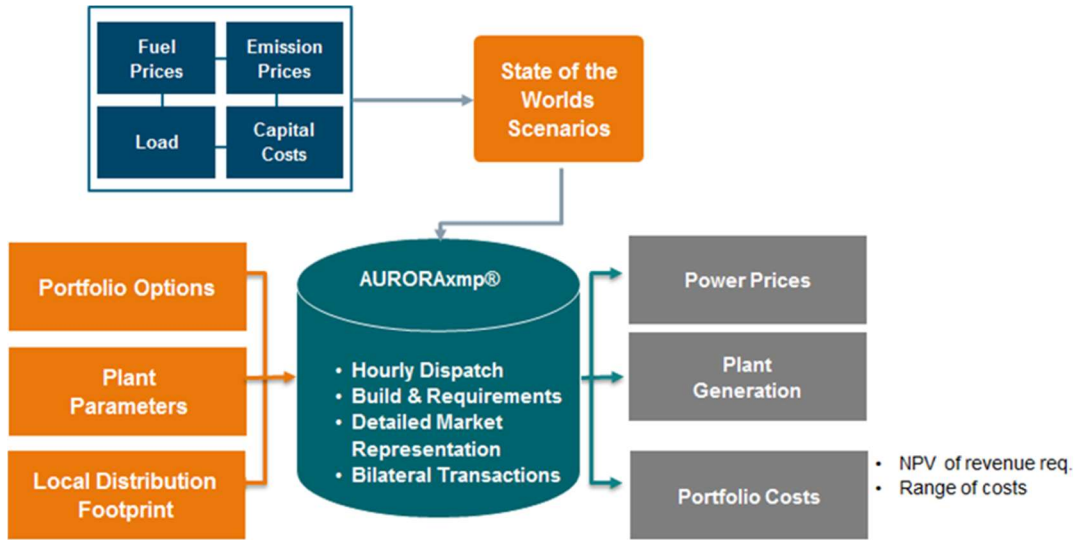 Fuel
Prices
Emission
Prices
Load
Capital
Costs
State of the
Worlds
Scenarios
Portfolio Options
Plant
Parameters
Local Distribution
Footprint
AURORAxmp®
• Hourly Dispatch
• Build & Requirements
• Detailed Market
Representation
• Bilateral Transactions
Power Prices
Plant
Generation
Portfolio Costs
• NPV of revenue req.
• Range of costs